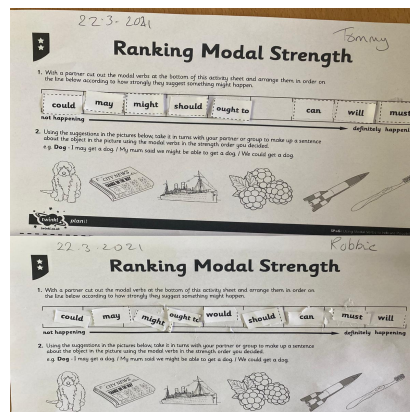 22-3-2021
Tommy
Ranking Modal Strength
1. With a partner cut out the modal verbs at the bottom of this activity sheet and arrange them in order on
the line below according to how strongly they suggest something might happen.
could may might should ought to can will must
not happening definitely happeni
2. Using the suggestions in the pictures below, take it in turns with your partner or group to make up a sentence
about the object in the picture using the modal verbs in the strength order you decided.
e.g. Dog - I may get a dog. / My mum said we might be able to get a dog. / We could get a dog.
CITY NEWS
twinkl planit
22.3.2021
Robbie
Ranking Modal Strength
1. With a partner cut out the modal verbs at the bottom of this activity sheet and arrange them in order on
the line below according to how strongly they suggest something might happen.
could may might ought to would should can must will
not happening definitely happening
2. Using the suggestions in the pictures below, take it in turns with your partner or group to make up a sentence
about the object in the picture using the modal verbs in the strength order you decided.
e.g. Dog - I may get a dog. / My mum said we might be able to get a dog. / We could get a dog.
CITY NEWS